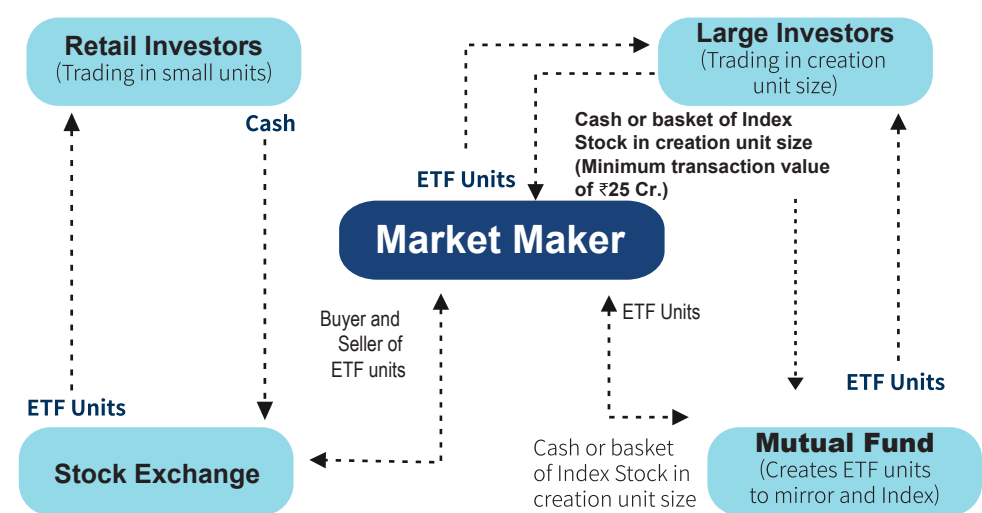 Retail Investors
(Trading in small units)
Large Investors
(Trading in creation
unit size)
Cash
Cash or basket of Index
Stock in creation unit size
(Minimum transaction value
of ₹25 Cr.)
ETF Units
Market Maker
Buyer and
Seller of
ETF units
ETF Units
ETF Units
ETF Units
Stock Exchange
Cash or basket
of Index Stock in
creation unit size
Mutual Fund
(Creates ETF units
to mirror and Index)